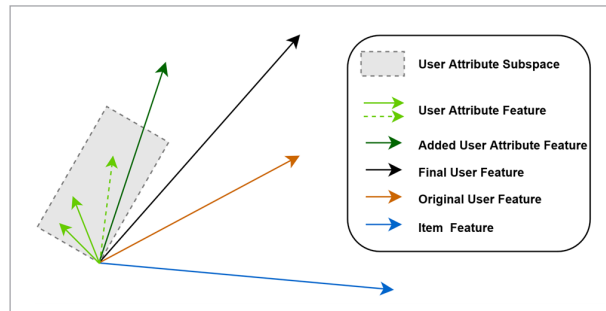 User Attribute Subspace
User Attribute Feature
Added User Attribute Feature
Final User Feature
Original User Feature
Item Feature